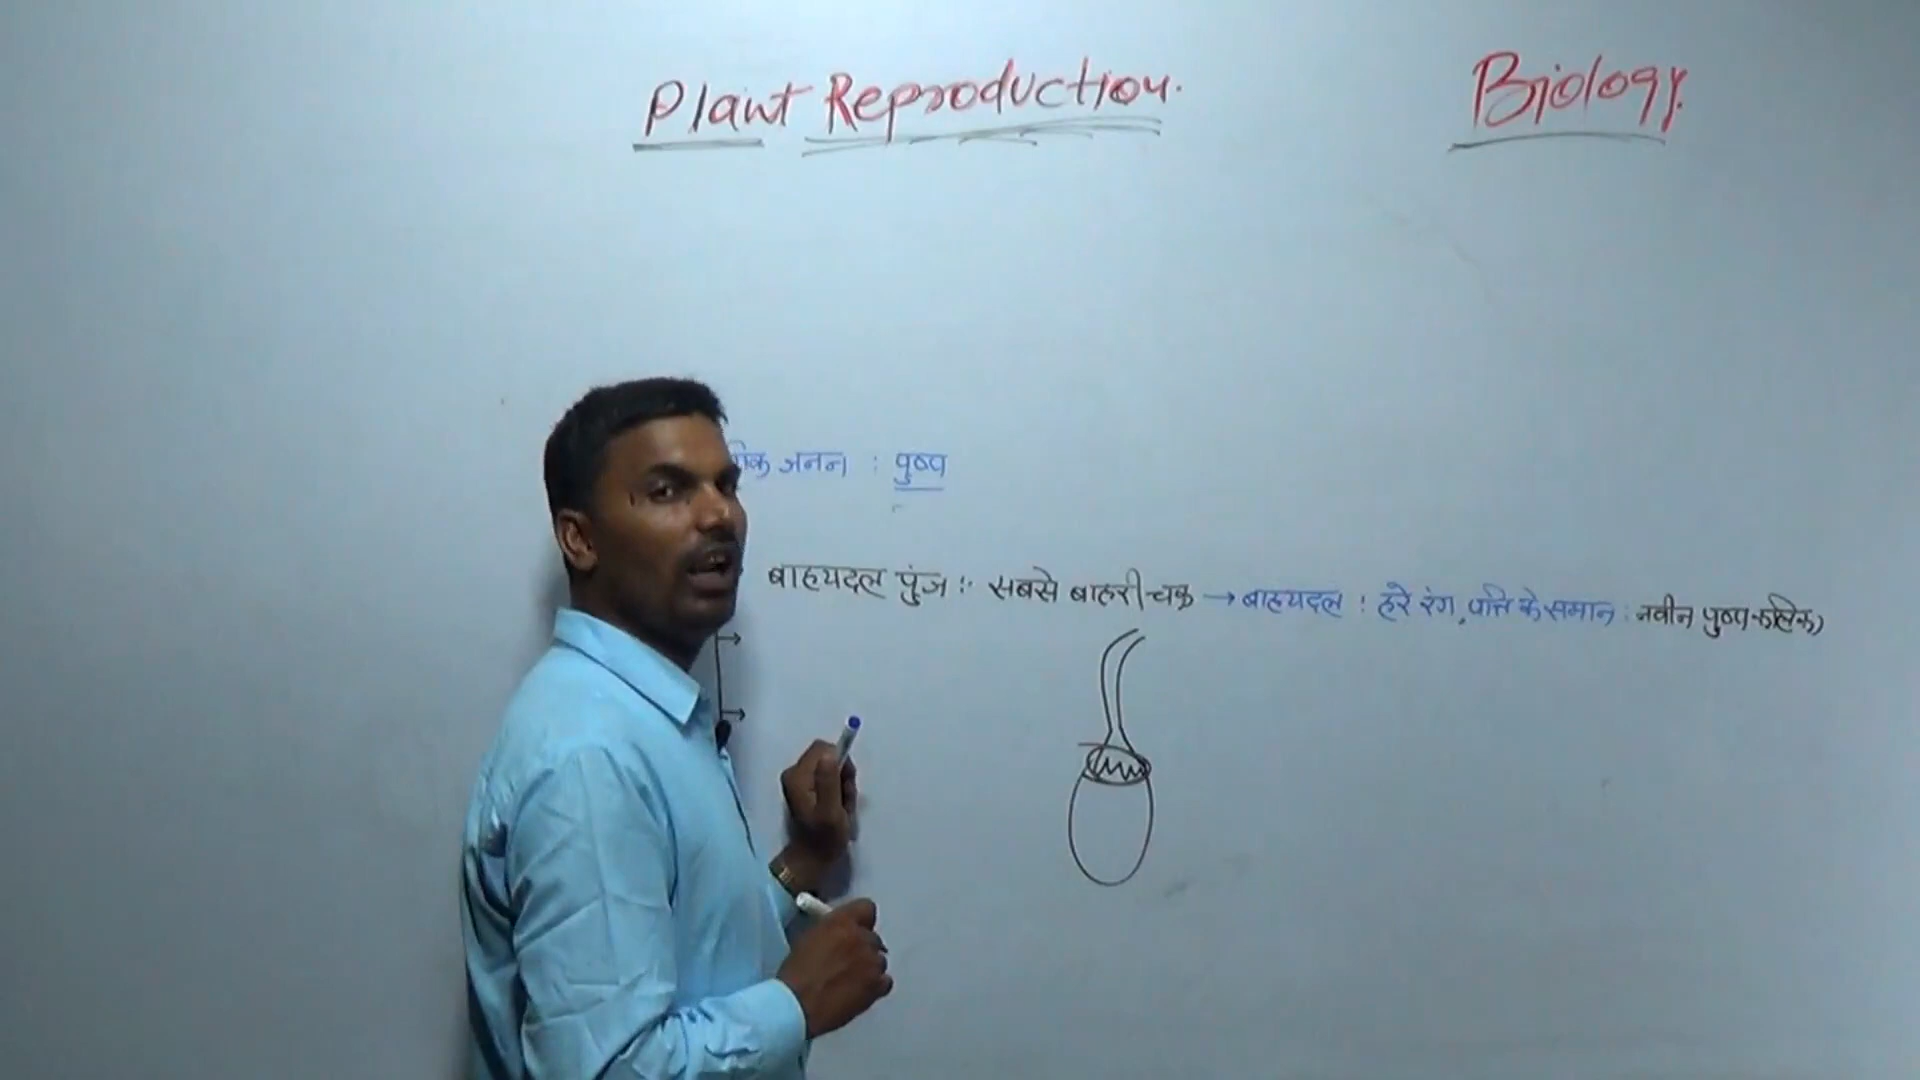 Plant Reproduction. Biology.
जनन : पुष्प
बाह्यदल पुंज :- सबसे बाहरी चक्र → बाह्यदल : हरे रंग, पत्ति के समान : नवीन पुष्प कलिका